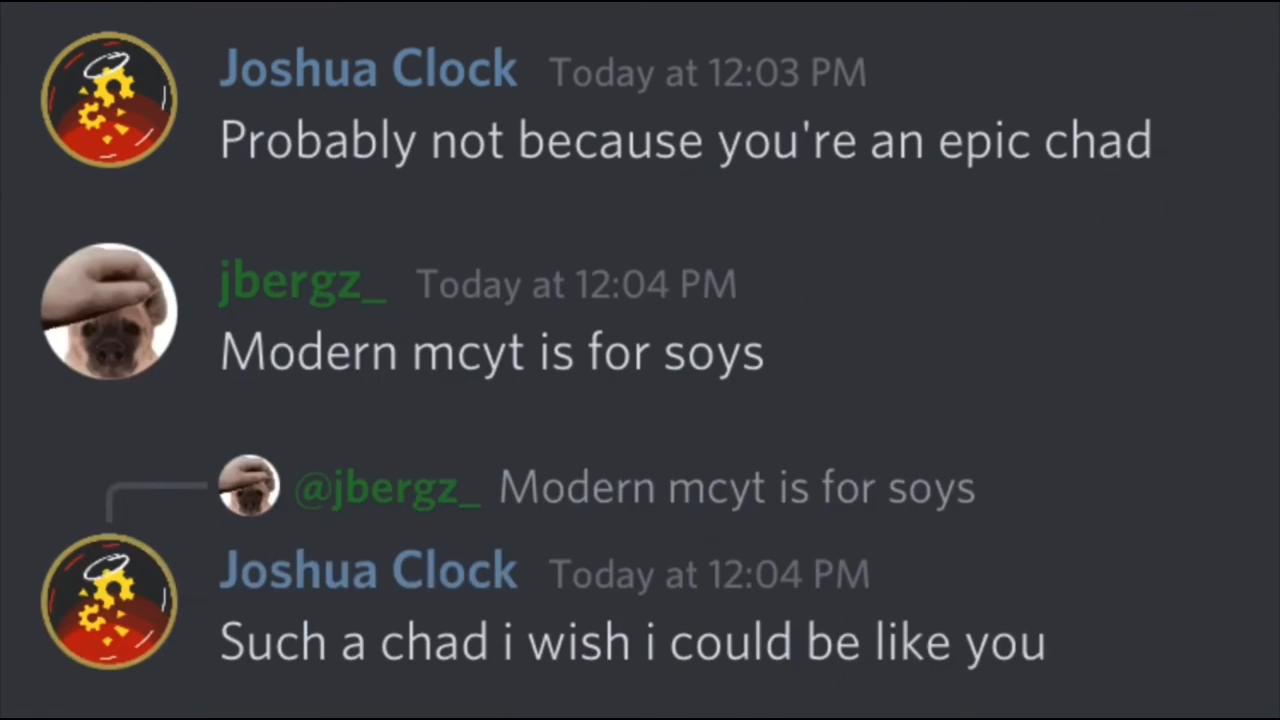 Joshua Clock Today at 12:03 PM
Probably not because you're an epic chad
jbergz_ Today at 12:04 PM
Modern mcyt is for soys
@jbergz_ Modern mcyt is for soys
Joshua Clock Today at 12:04 PM
Such a chad i wish i could be like you